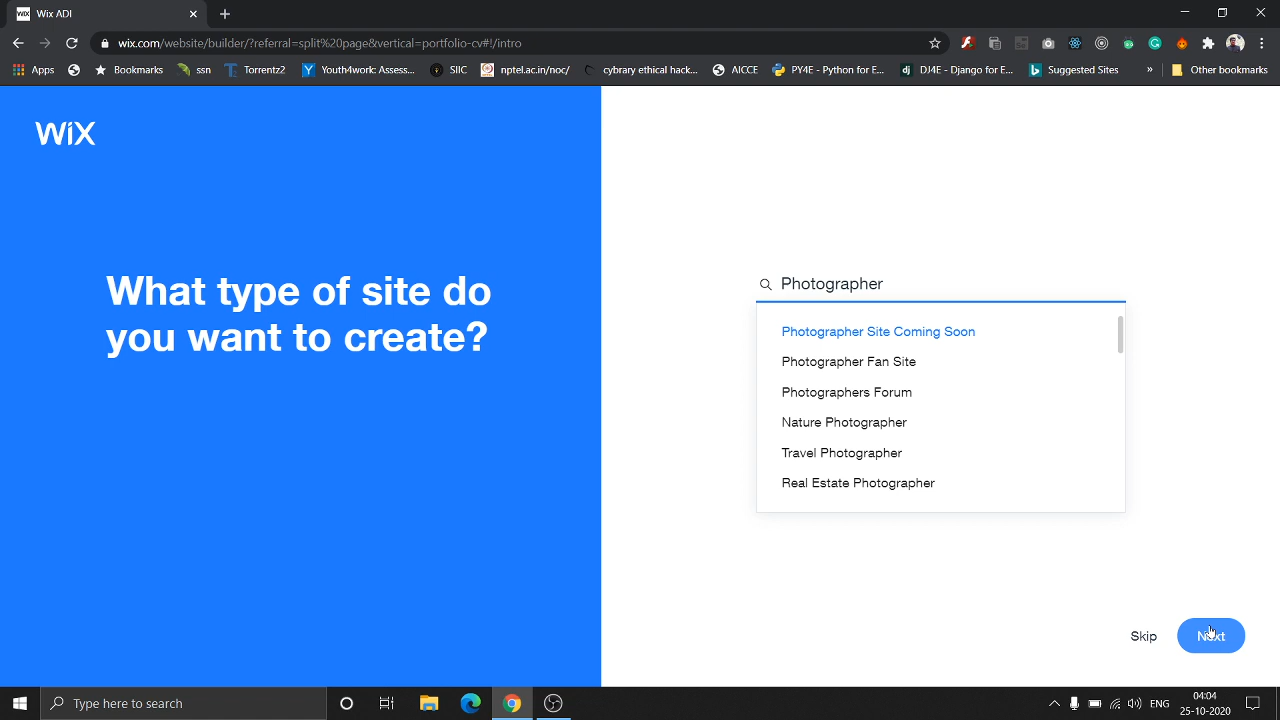 WiX Wix ADI
wix.com/website/builder/?referral=split%20page&vertical=portfolio-cv#!/intro
Apps Bookmarks ssn Torrentz2 Youth4work: Assess... SIIC nptel.ac.in/noc/ cybrary ethical hack... AICCE PY4E - Python for E... dj DJ4E - Django for E... Suggested Sites » Other bookmarks
WiX
What type of site do
you want to create?
Photographer
Photographer Site Coming Soon
Photographer Fan Site
Photographers Forum
Nature Photographer
Travel Photographer
Real Estate Photographer
Skip Next
Type here to search
ENG
04:04
25-10-2020